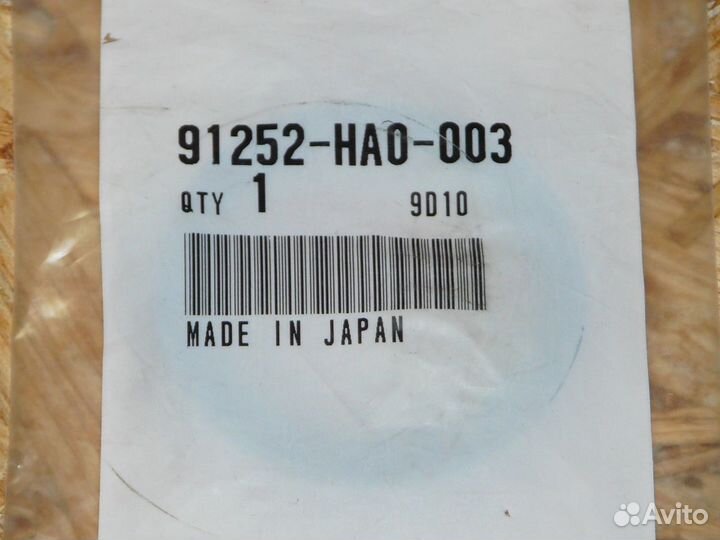 91252-HA0-003
QTY 1 9D10
MADE IN JAPAN
Avito